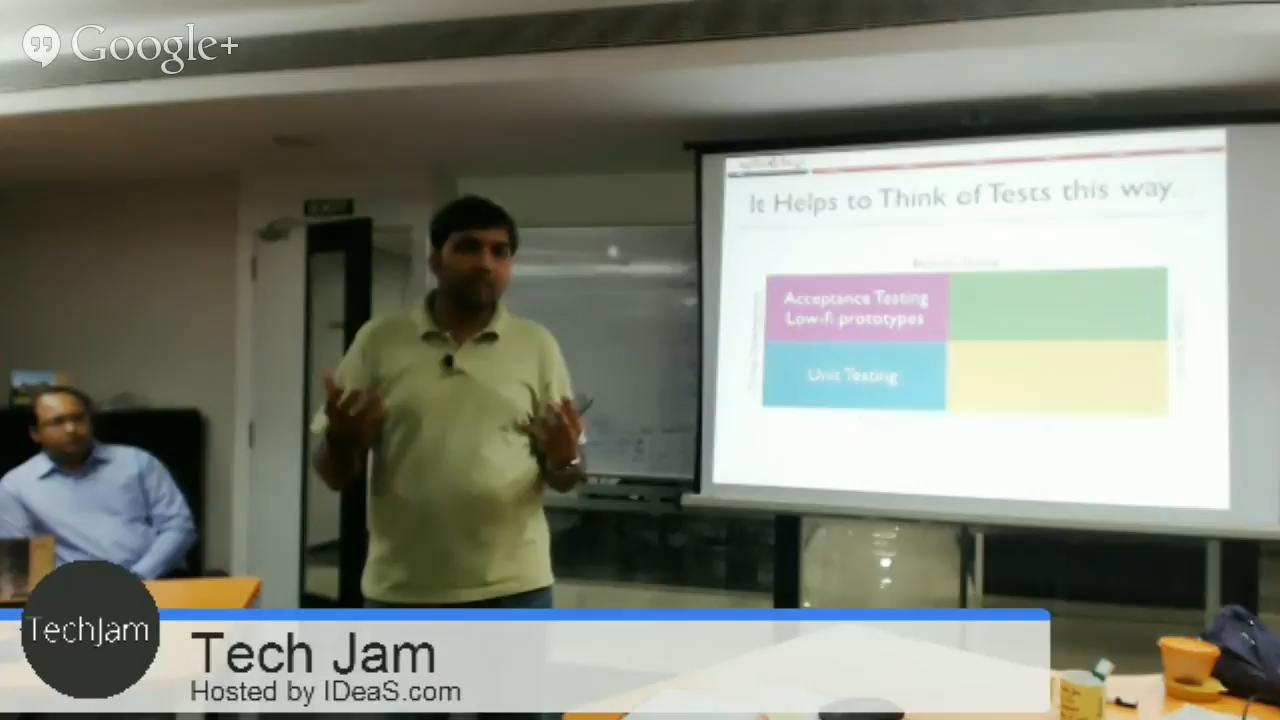 Google+
It Helps to Think of Tests this way
Acceptance Testing
Low-fi prototypes
Unit Testing
TechJam
Tech Jam
Hosted by IDeaS.com